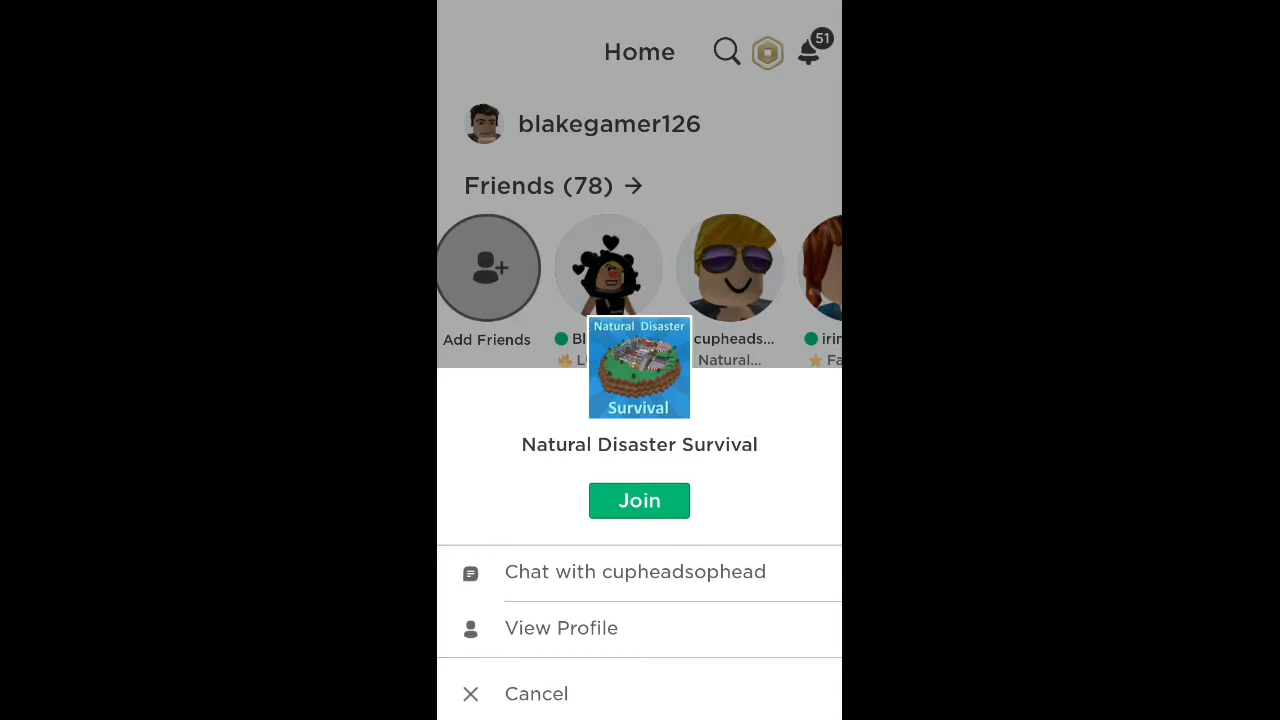 Home
51
blakegamer126
Friends (78)
Add Friends
cupheads...
Natural...
Natural Disaster
Survival
Natural Disaster Survival
Join
Chat with cupheadsophead
View Profile
Cancel